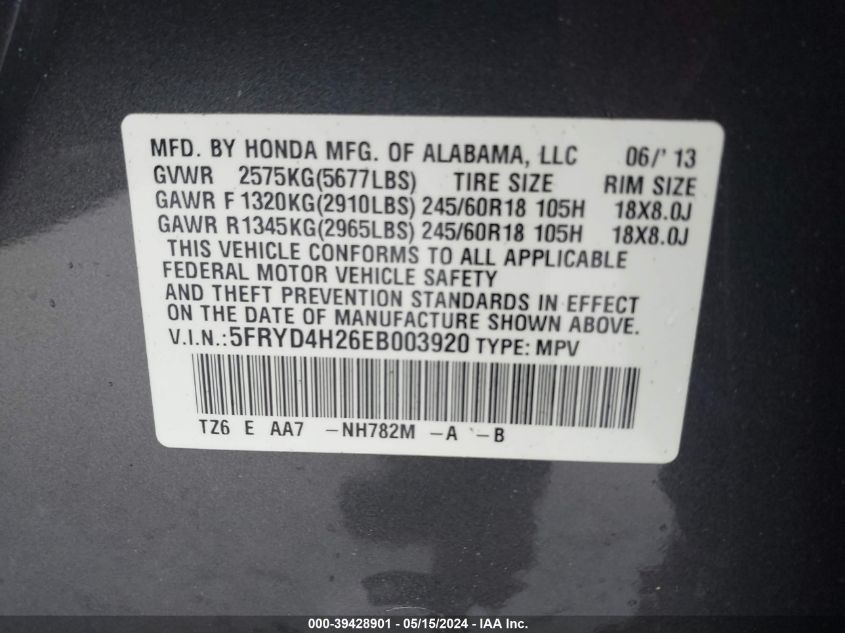 MFD. BY HONDA MFG. OF ALABAMA, LLC 06/' 13
GVWR 2575KG(5677LBS) TIRE SIZE RIM SIZE
GAWR F 1320KG(2910LBS) 245/60R18 105H 18X8.0J
GAWR R1345KG(2965LBS) 245/60R18 105H 18X8.0J
THIS VEHICLE CONFORMS TO ALL APPLICABLE
FEDERAL MOTOR VEHICLE SAFETY
AND THEFT PREVENTION STANDARDS IN EFFECT
ON THE DATE OF MANUFACTURE SHOWN ABOVE.
V.I.N.:5FRYD4H26EB003920 TYPE: MPV
TZ6 E AA7 -NH782M -A -B
000-39428901 - 05/15/2024 - IAA Inc.